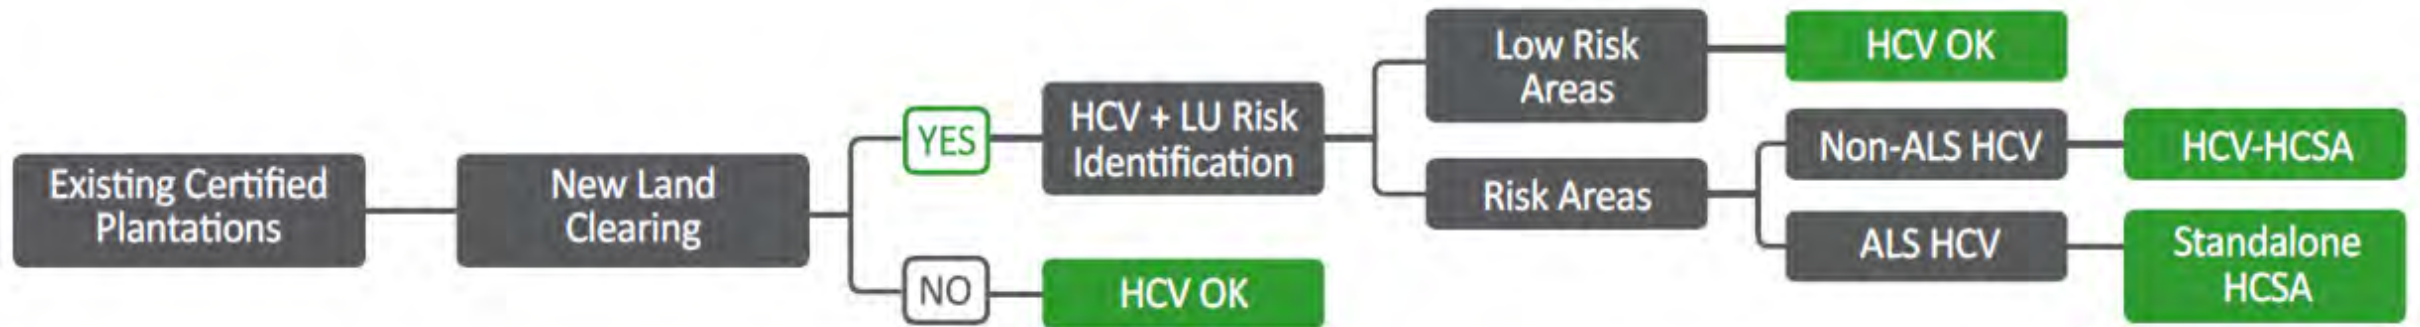 Existing Certified
Plantations
New Land
Clearing
YES
NO
HCV + LU Risk
Identification
HCV OK
Low Risk
Areas
Risk Areas
HCV OK
Non-ALS HCV
ALS HCV
HCV-HCSA
Standalone
HCSA